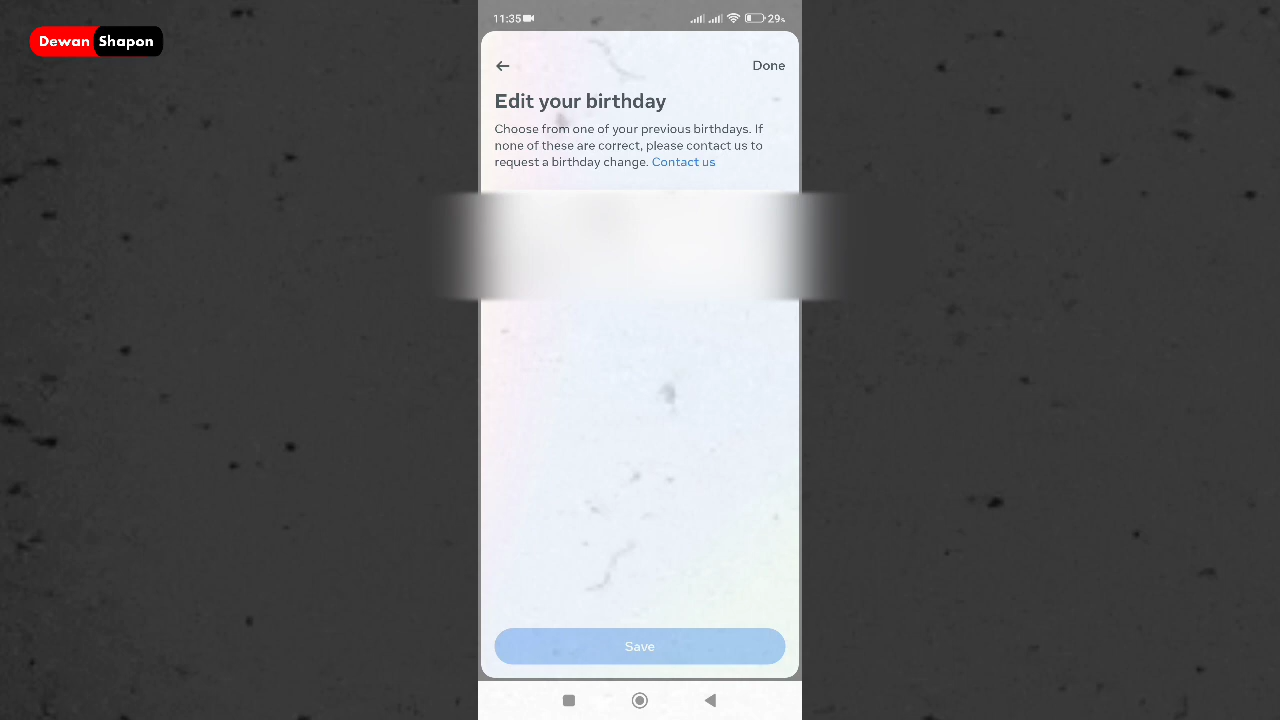 Dewan Shapon
11:35
29%
Done
Edit your birthday
Choose from one of your previous birthdays. If
none of these are correct, please contact us to
request a birthday change. Contact us
Save